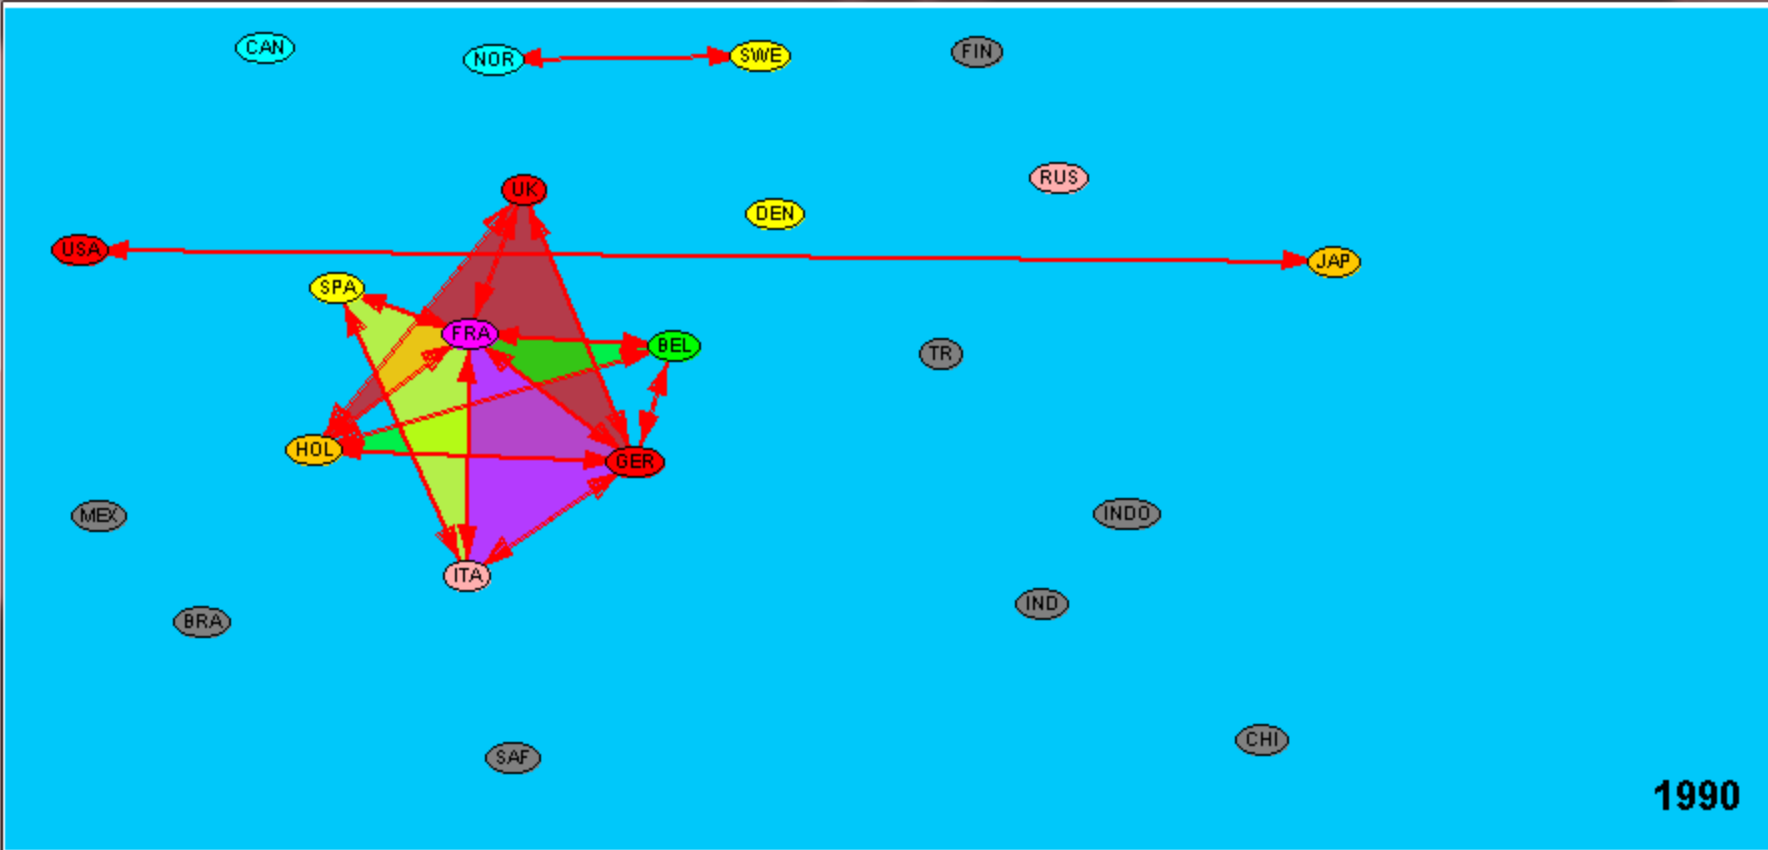 CAN
NOR
SWE
FIN
RUS
UK
DEN
USA
JAP
SPA
FRA
BEL
TR
HOL
GER
MEX
INDO
ITA
IND
BRA
CHI
SAF
1990